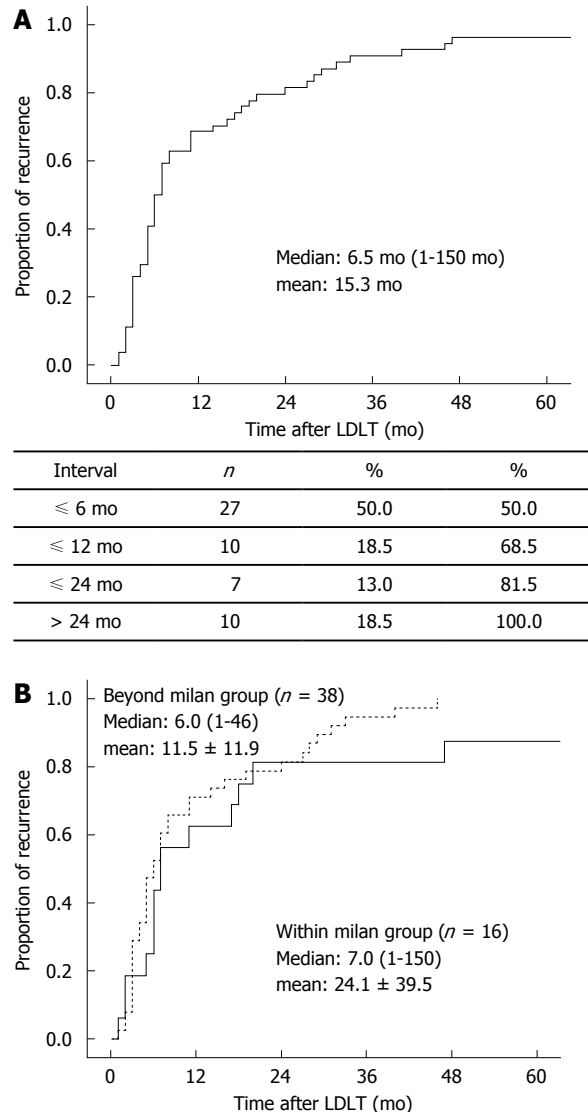 A
1.0
0.8
0.6
0.4
0.2
0.0
Proportion of recurrence
Median: 6.5 mo (1-150 mo)
mean: 15.3 mo
0 12 24 36 48 60
Time after LDLT (mo)
Interval n % %
≤ 6 mo 27 50.0 50.0
≤ 12 mo 10 18.5 68.5
≤ 24 mo 7 13.0 81.5
> 24 mo 10 18.5 100.0
B
1.0
0.8
0.6
0.4
0.2
0.0
Proportion of recurrence
Beyond milan group (n = 38)
Median: 6.0 (1-46)
mean: 11.5 ± 11.9
Within milan group (n = 16)
Median: 7.0 (1-150)
mean: 24.1 ± 39.5
0 12 24 36 48 60
Time after LDLT (mo)